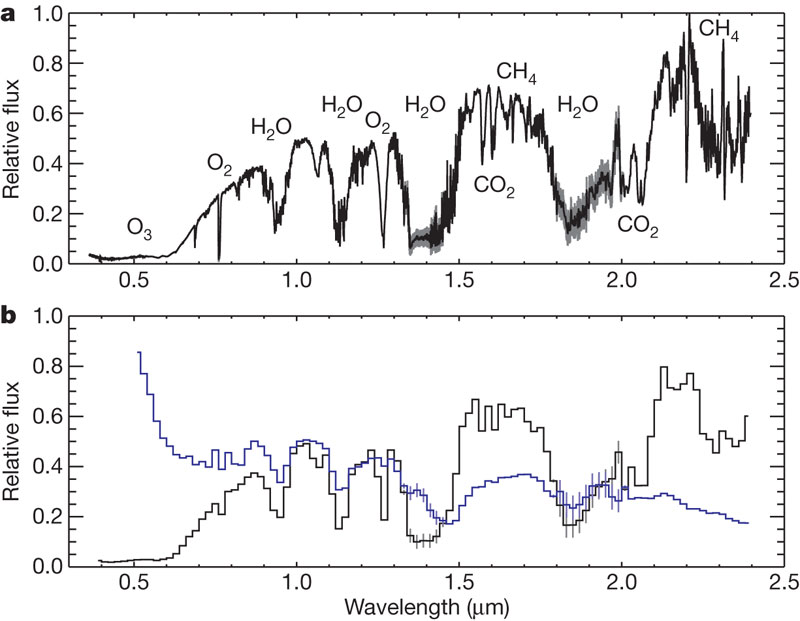 a
Relative flux
1.0
0.8
0.6
0.4
0.2
0.0
O3
O2
H2O
H2O
O2
H2O
CH4
CO2
H2O
CO2
CH4
0.5
1.0
1.5
2.0
2.5
b
Relative flux
1.0
0.8
0.6
0.4
0.2
0.0
0.5
1.0
1.5
2.0
2.5
Wavelength (μm)